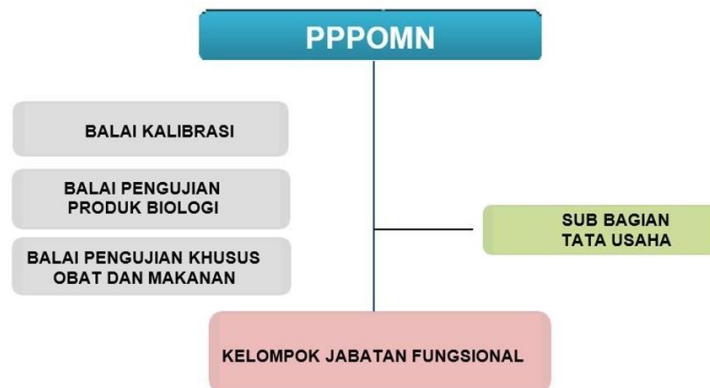 PPPOMN
BALAI KALIBRASI
BALAI PENGUJIAN
PRODUK BIOLOGI
BALAI PENGUJIAN KHUSUS
OBAT DAN MAKANAN
SUB BAGIAN
TATA USAHA
KELOMPOK JABATAN FUNGSIONAL